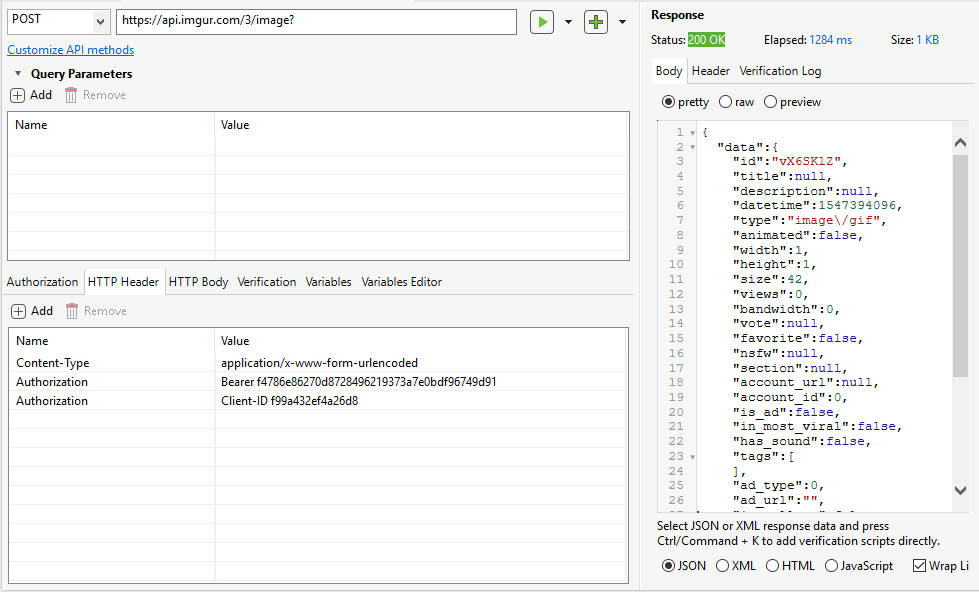 POST
https://api.imgur.com/3/image?
Customize API methods
Query Parameters
Add Remove
Name Value
Authorization HTTP Header HTTP Body Verification Variables Variables Editor
Add Remove
Name Value
Content-Type application/x-www-form-urlencoded
Authorization Bearer f4786e86270d8728496219373a7e0bdf96749d91
Authorization Client-ID f99a432ef4a26d8
Response
Status: 200 OK Elapsed: 1284 ms Size: 1 KB
Body Header Verification Log
pretty raw preview
1 {
2 "data":{
3 "id":"vX6SKlZ",
4 "title":null,
5 "description":null,
6 "datetime":1547394096,
7 "type":"image\/gif",
8 "animated":false,
9 "width":1,
10 "height":1,
11 "size":42,
12 "views":0,
13 "bandwidth":0,
14 "vote":null,
15 "favorite":false,
16 "nsfw":null,
17 "section":null,
18 "account_url":null,
19 "account_id":0,
20 "is_ad":false,
21 "in_most_viral":false,
22 "has_sound":false,
23 "tags":[
24 ],
25 "ad_type":0,
26 "ad_url":"",
Select JSON or XML response data and press
Ctrl/Command + K to add verification scripts directly.
JSON XML HTML JavaScript Wrap Li